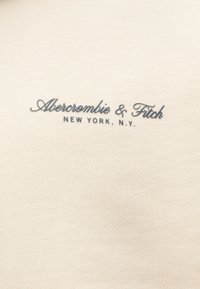 Abercrombie & Fitch
NEW YORK, N.Y.